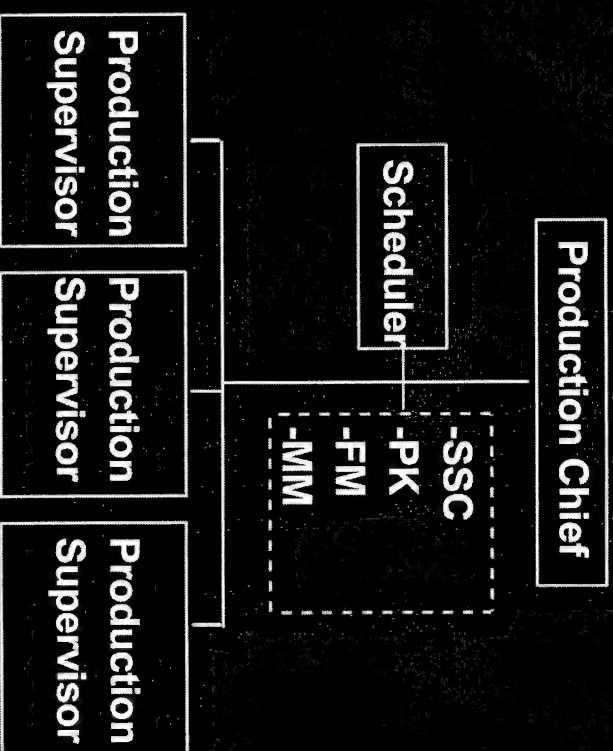 Production Chief
Scheduler
-SSC
-PK
-FM
-MM
Production
Supervisor
Production
Supervisor
Production
Supervisor